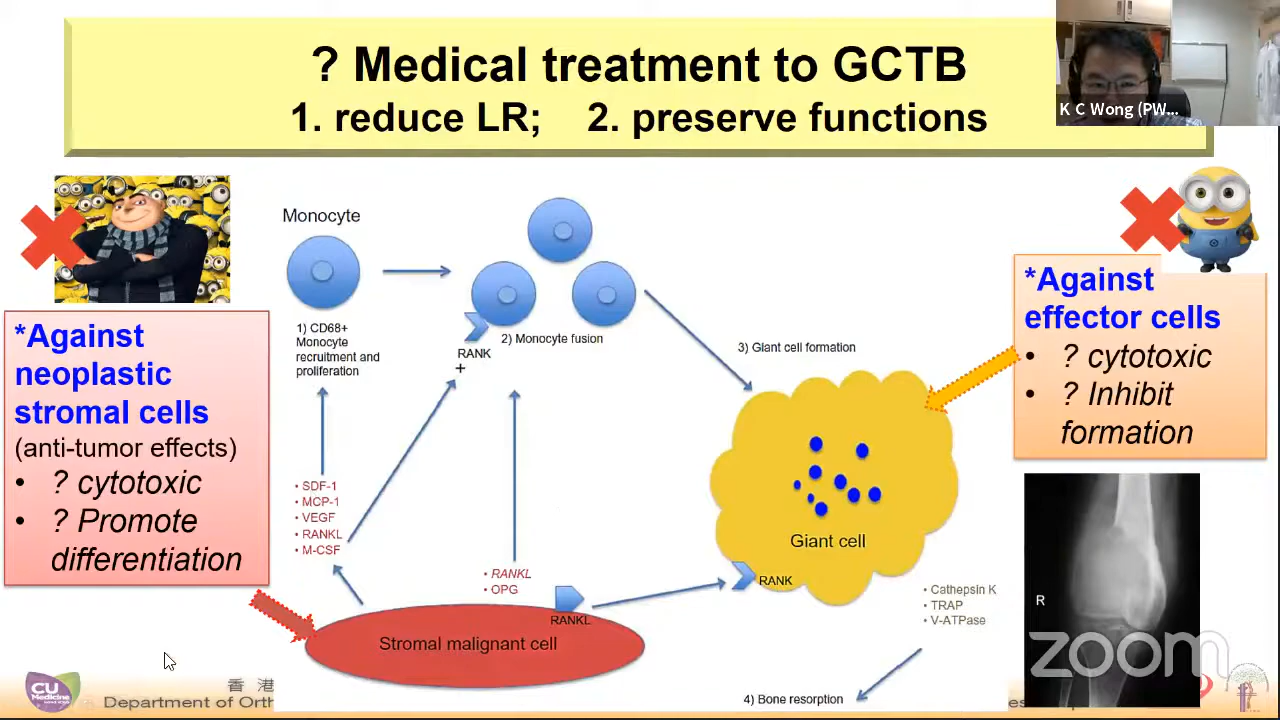 ? Medical treatment to GCTB
1. reduce LR; 2. preserve functions
K C Wong (PW...
*Against
neoplastic
stromal cells
(anti-tumor effects)
• ? cytotoxic
• ? Promote
differentiation
Monocyte
1) CD68+
Monocyte
recruitment and
proliferation
RANK
+
2) Monocyte fusion
3) Giant cell formation
• SDF-1
• MCP-1
• VEGF
• RANKL
• M-CSF
• RANKL
• OPG
RANKL
Stromal malignant cell
Giant cell
RANK
• Cathepsin K
• TRAP
• V-ATPase
4) Bone resorption
*Against
effector cells
• ? cytotoxic
• ? Inhibit
formation
R
zoom
CU
Medicine
香 港
Department of Orth